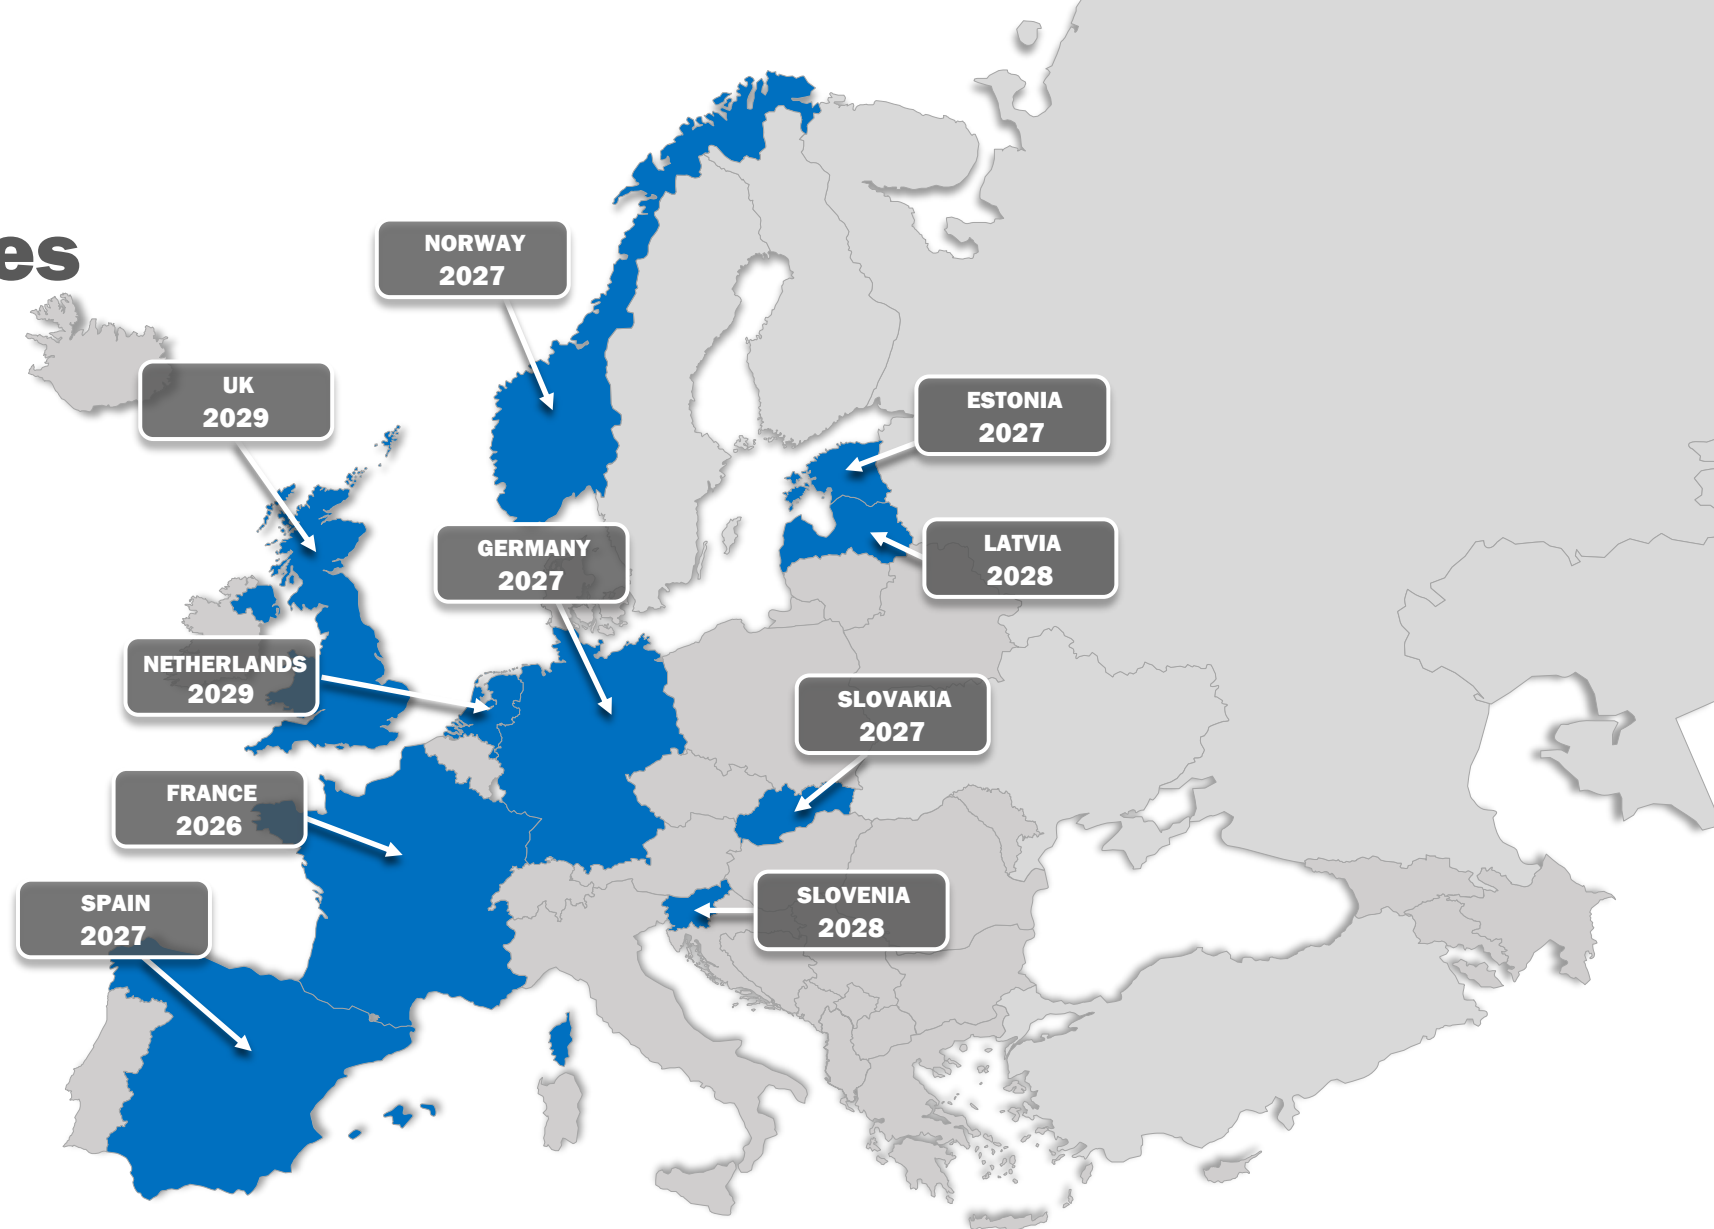 es
NORWAY
2027
UK
2029
ESTONIA
2027
GERMANY
2027
LATVIA
2028
NETHERLANDS
2029
SLOVAKIA
2027
FRANCE
2026
SLOVENIA
2028
SPAIN
2027